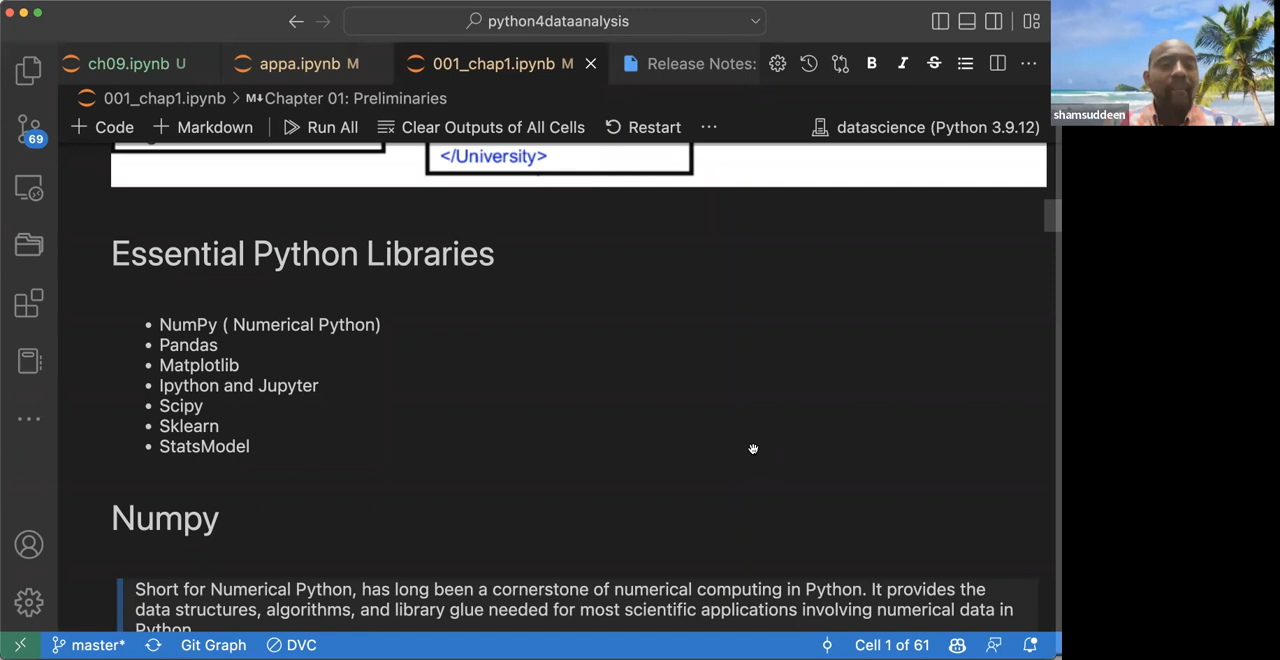 python4dataanalysis
ch09.ipynb U
appa.ipynb M
001_chap1.ipynb M
Release Notes:
B I S
001_chap1.ipynb > M↓Chapter 01: Preliminaries
+ Code + Markdown Run All Clear Outputs of All Cells Restart ... datascience (Python 3.9.12)
shamsuddeen
69
</University>
Essential Python Libraries
• NumPy ( Numerical Python)
• Pandas
• Matplotlib
• Ipython and Jupyter
• Scipy
• Sklearn
• StatsModel
Numpy
Short for Numerical Python, has long been a cornerstone of numerical computing in Python. It provides the
data structures, algorithms, and library glue needed for most scientific applications involving numerical data in
Python
master* Git Graph DVC Cell 1 of 61